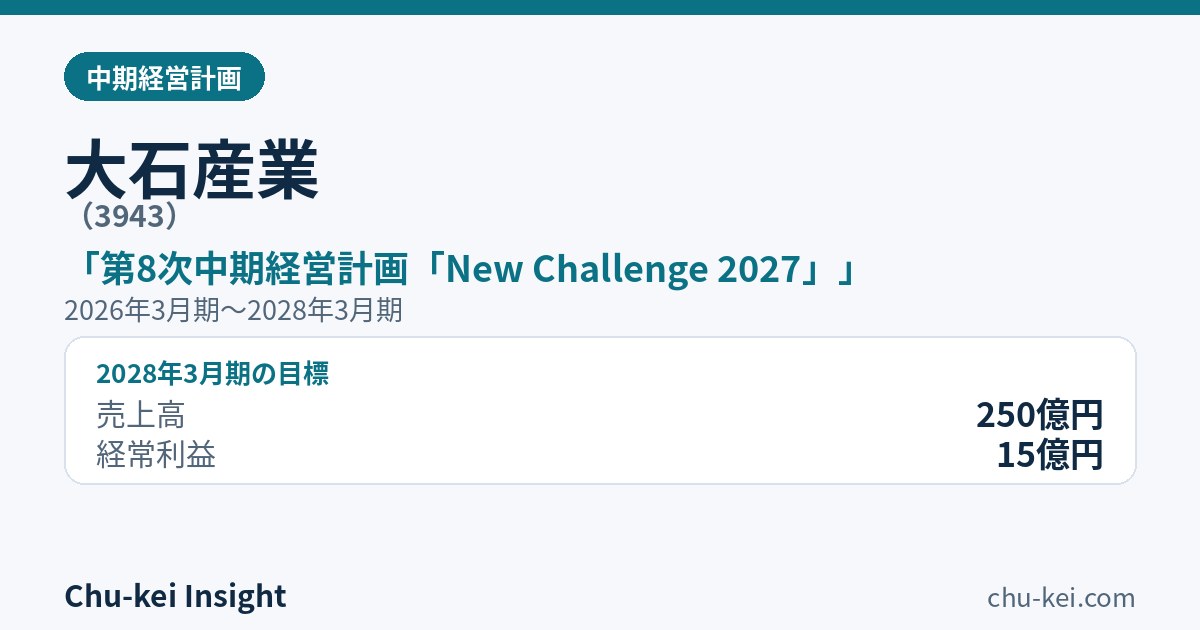 中期経営計画
大石産業
（3943）
「第8次中期経営計画「New Challenge 2027」」
2026年3月期〜2028年3月期
2028年3月期の目標
売上高 250億円
経常利益 15億円
Chu-kei Insight chu-kei.com